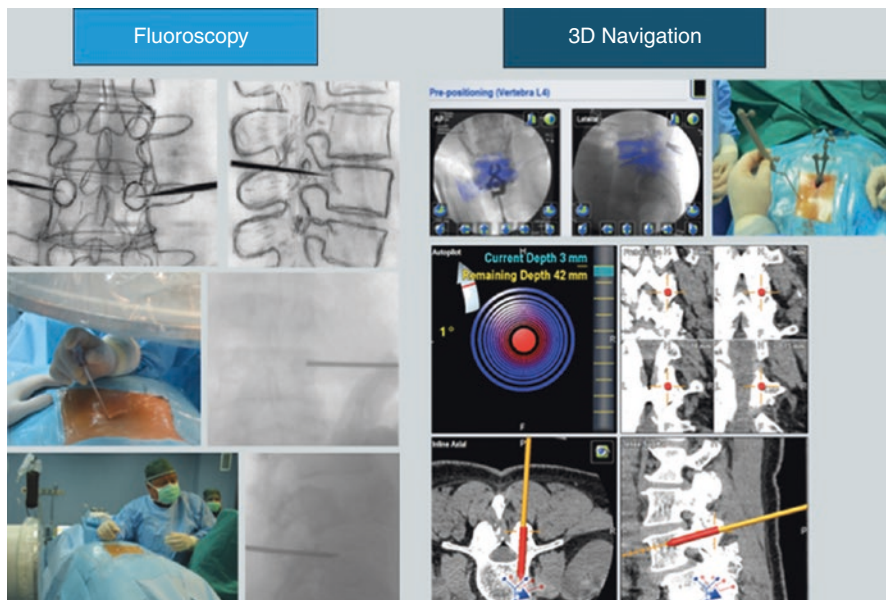 Fluoroscopy
3D Navigation
Pre-positioning (Vertebra L4)
AP
Lateral
Autopilot
H
Current Depth 3 mm
Remaining Depth 42 mm
1°
R
F
H
H
L
L
F
H
H
L
L
Inline Axial
P
P
P